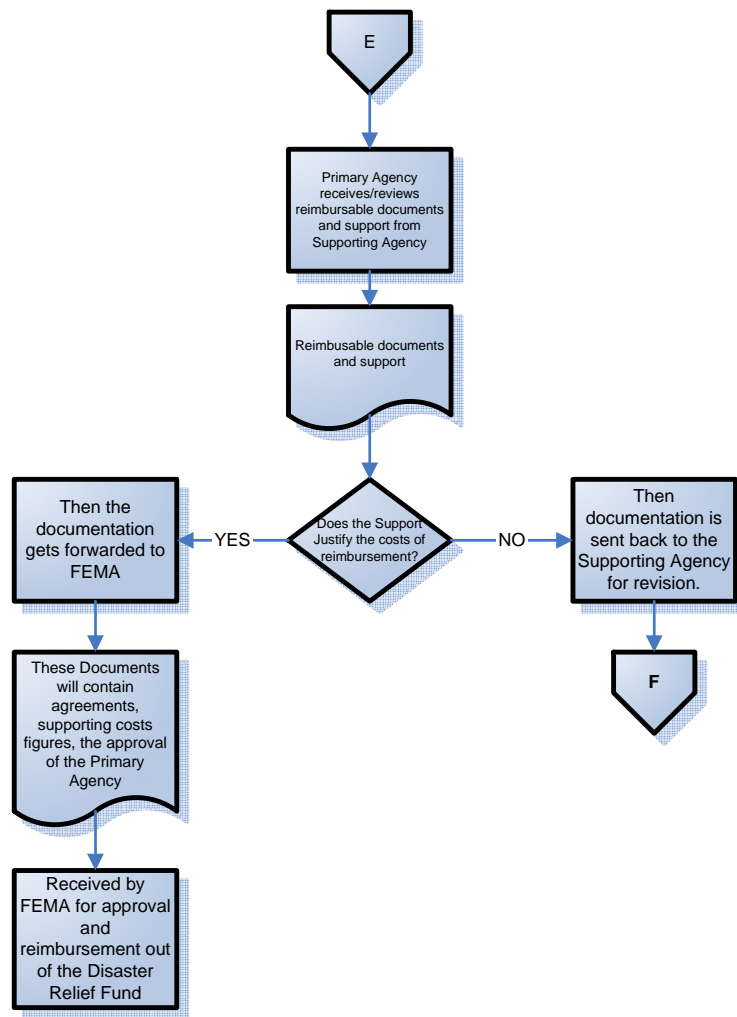 E
Primary Agency
receives/reviews
reimbursable documents
and support from
Supporting Agency
Reimbusable documents
and support
Does the Support
Justify the costs of
reimbursement?
YES
NO
Then the
documentation
gets forwarded to
FEMA
Then
documentation is
sent back to the
Supporting Agency
for revision.
These Documents
will contain
agreements,
supporting costs
figures, the approval
of the Primary
Agency
F
Received by
FEMA for approval
and
reimbursement out
of the Disaster
Relief Fund